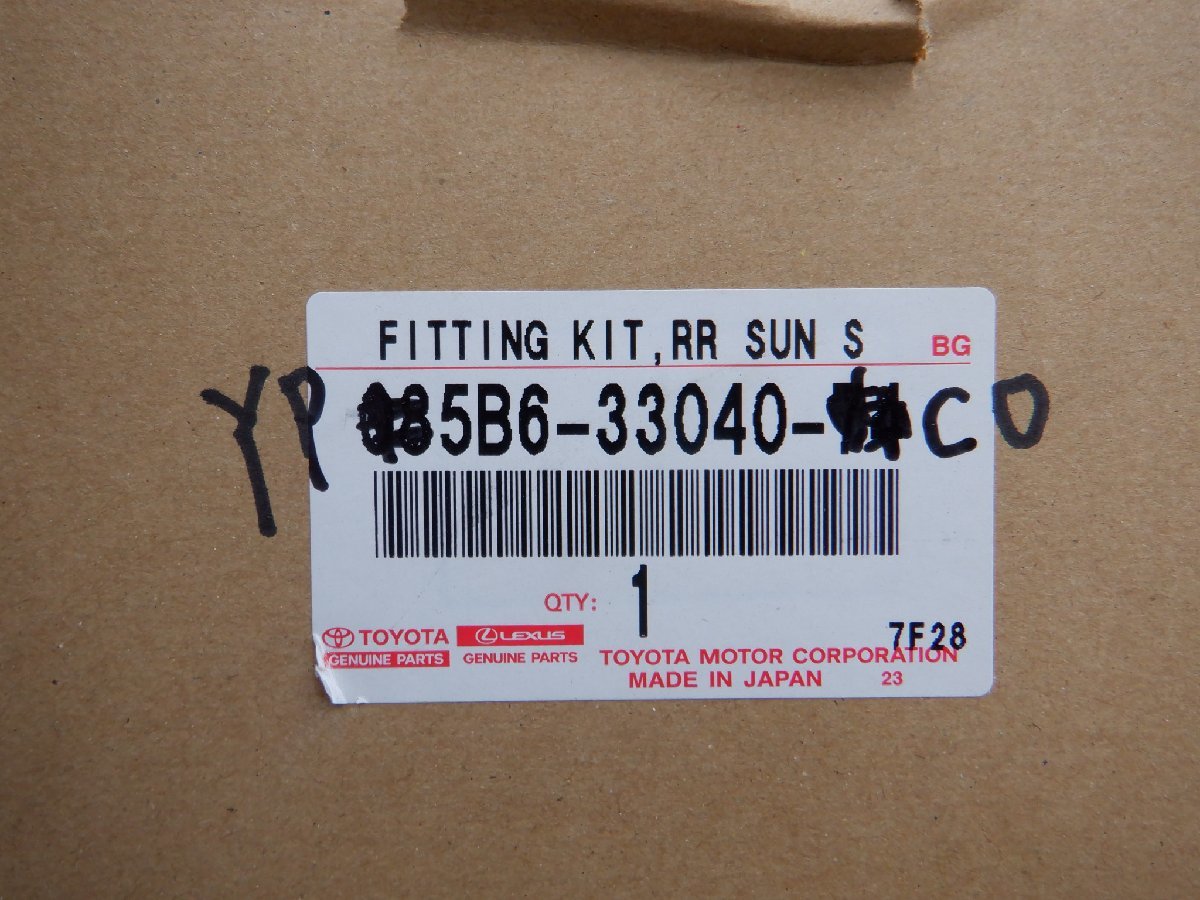 FITTING KIT, RR SUN S BG
YP 5B6-33040- CO
QTY: 1
TOYOTA LEXUS 7F28
GENUINE PARTS GENUINE PARTS TOYOTA MOTOR CORPORATION
MADE IN JAPAN 23